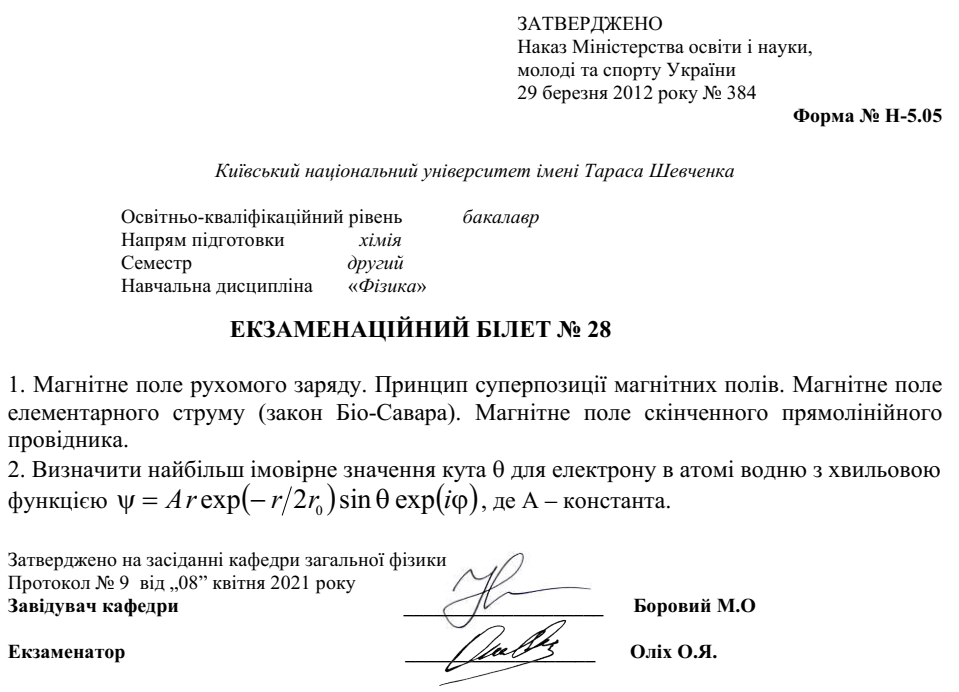 ЗАТВЕРДЖЕНО
Наказ Міністерства освіти і науки,
молоді та спорту України
29 березня 2012 року № 384
Форма № Н-5.05
Київський національний університет імені Тараса Шевченка
Освітньо-кваліфікаційний рівень бакалавр
Напрям підготовки хімія
Семестр другий
Навчальна дисципліна «Фізика»
ЕКЗАМЕНАЦІЙНИЙ БІЛЕТ № 28
1. Магнітне поле рухомого заряду. Принцип суперпозиції магнітних полів. Магнітне поле
елементарного струму (закон Біо-Савара). Магнітне поле скінченного прямолінійного
провідника.
2. Визначити найбільш імовірне значення кута θ для електрону в атомі водню з хвильовою
функцією ψ = Ar exp(− r/2r₀) sin θ exp(iφ), де А – константа.
Затверджено на засіданні кафедри загальної фізики
Протокол № 9 від „08” квітня 2021 року
Завідувач кафедри Боровий М.О
Екзаменатор Оліх О.Я.